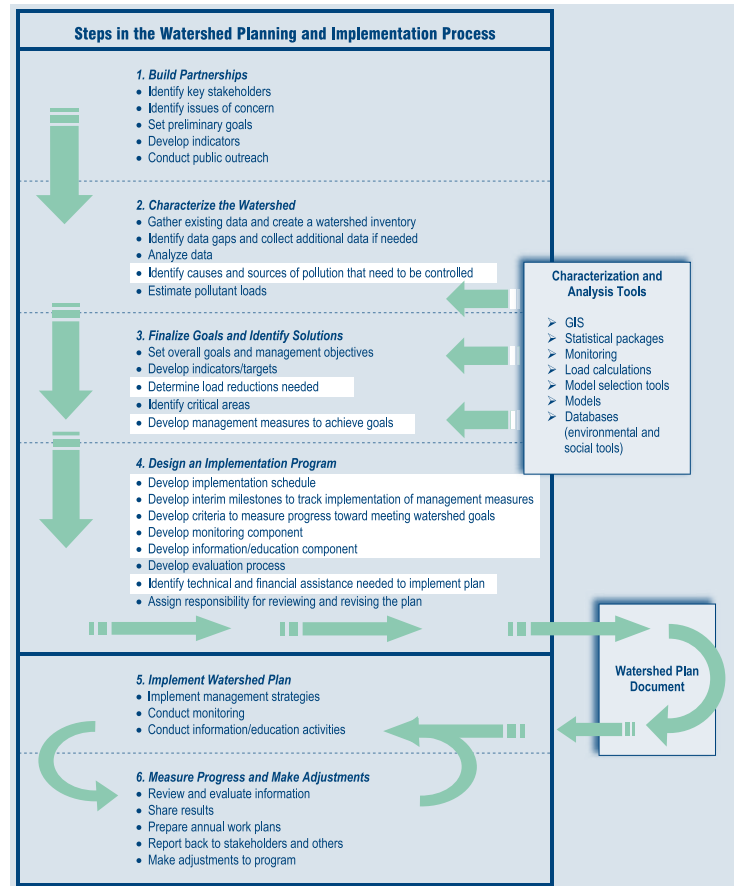 Steps in the Watershed Planning and Implementation Process
1. Build Partnerships
• Identify key stakeholders
• Identify issues of concern
• Set preliminary goals
• Develop indicators
• Conduct public outreach
2. Characterize the Watershed
• Gather existing data and create a watershed inventory
• Identify data gaps and collect additional data if needed
• Analyze data
• Identify causes and sources of pollution that need to be controlled
• Estimate pollutant loads
Characterization and
Analysis Tools
➢ GIS
➢ Statistical packages
➢ Monitoring
➢ Load calculations
➢ Model selection tools
➢ Models
➢ Databases
(environmental and
social tools)
3. Finalize Goals and Identify Solutions
• Set overall goals and management objectives
• Develop indicators/targets
• Determine load reductions needed
• Identify critical areas
• Develop management measures to achieve goals
4. Design an Implementation Program
• Develop implementation schedule
• Develop interim milestones to track implementation of management measures
• Develop criteria to measure progress toward meeting watershed goals
• Develop monitoring component
• Develop information/education component
• Develop evaluation process
• Identify technical and financial assistance needed to implement plan
• Assign responsibility for reviewing and revising the plan
Watershed Plan
Document
5. Implement Watershed Plan
• Implement management strategies
• Conduct monitoring
• Conduct information/education activities
6. Measure Progress and Make Adjustments
• Review and evaluate information
• Share results
• Prepare annual work plans
• Report back to stakeholders and others
• Make adjustments to program